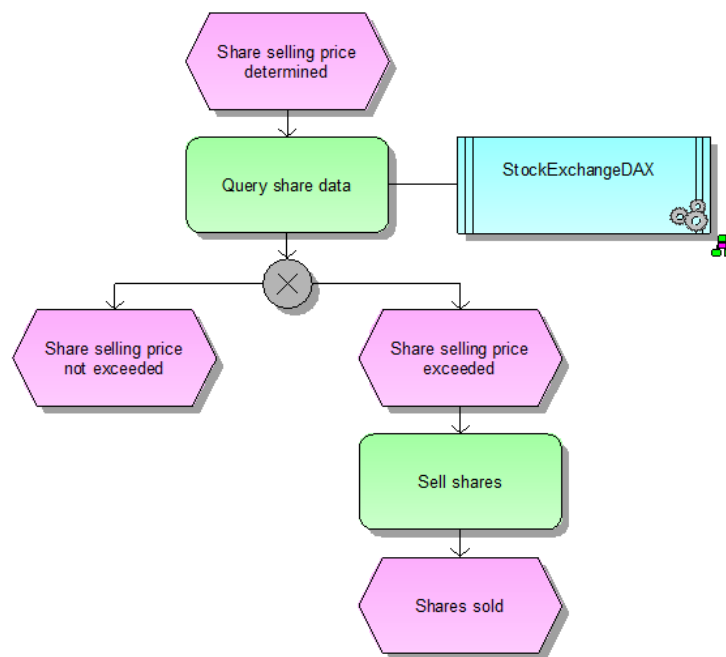 Share selling price
determined
Query share data
StockExchangeDAX
Share selling price
not exceeded
Share selling price
exceeded
Sell shares
Shares sold